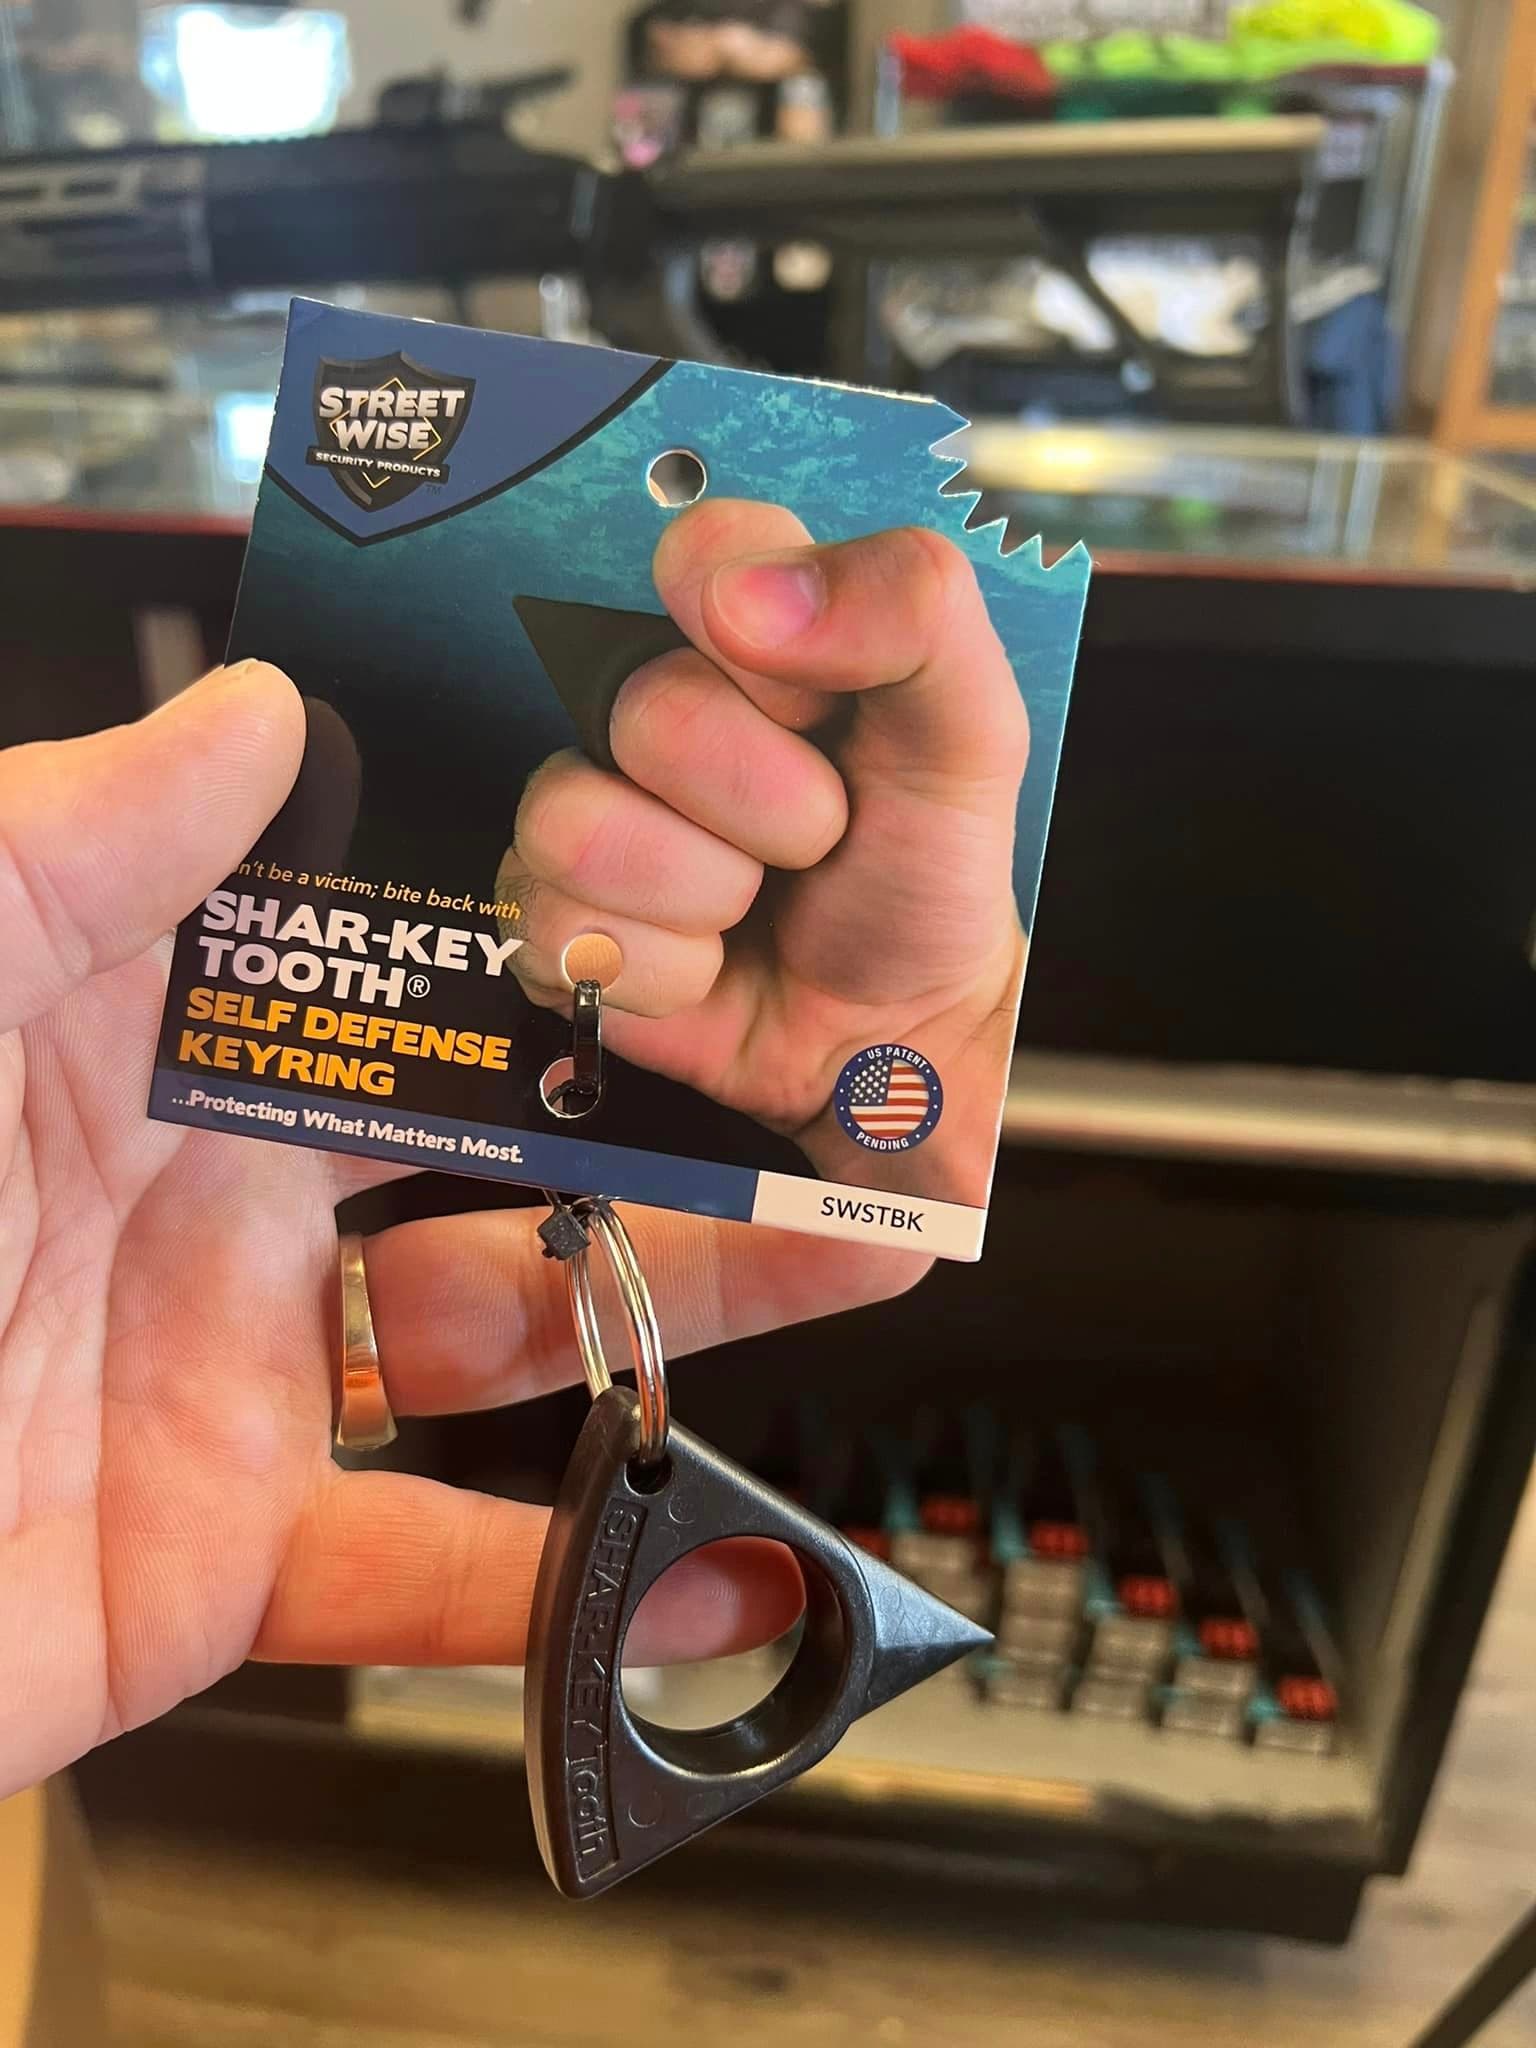 STREET
WISE
SECURITY PRODUCTS
TM
be a victim; bite back with
SHAR-KEY
TOOTH®
SELF DEFENSE
KEYRING
...Protecting What Matters Most.
US PATENT
PENDING
SWSTBK
SHAR-KEY TOOTH